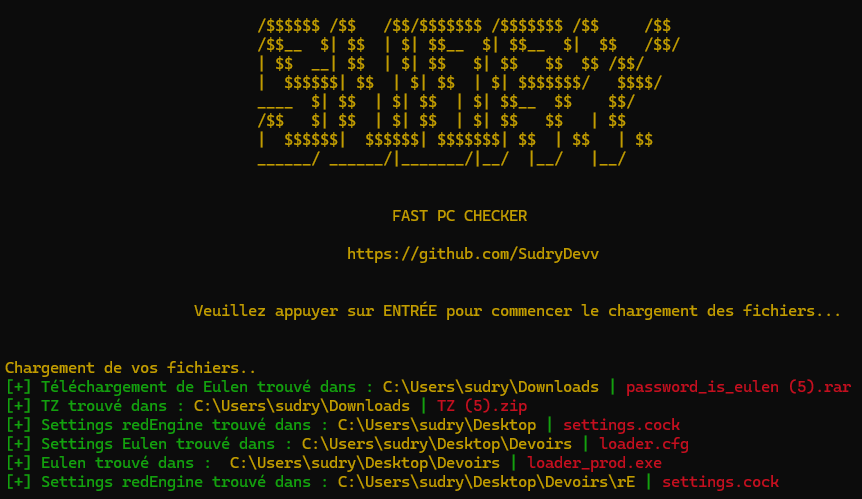 /$$$$$$ /$$   /$$/$$$$$$$ /$$$$$$$ /$$     /$$
/$$__  $| $$  | $| $$__  $| $$__  $|  $$   /$$/
| $$  __| $$  | $| $$   $| $$   $$  $$ /$$/
|  $$$$$$| $$  | $| $$  | $| $$$$$$$/   $$$$/
____  $| $$  | $| $$  | $| $$__  $$    $$/
/$$   $| $$  | $| $$  | $| $$   $$   | $$
|  $$$$$$|  $$$$$$| $$$$$$$| $$  | $$   | $$
______/ ______/|_______/|__/  |__/   |__/
FAST PC CHECKER
https://github.com/SudryDevv
Veuillez appuyer sur ENTRÉE pour commencer le chargement des fichiers...
Chargement de vos fichiers..
[+] Téléchargement de Eulen trouvé dans : C:\Users\sudry\Downloads | password_is_eulen (5).rar
[+] TZ trouvé dans : C:\Users\sudry\Downloads | TZ (5).zip
[+] Settings redEngine trouvé dans : C:\Users\sudry\Desktop | settings.cock
[+] Settings Eulen trouvé dans : C:\Users\sudry\Desktop\Devoirs | loader.cfg
[+] Eulen trouvé dans :  C:\Users\sudry\Desktop\Devoirs | loader_prod.exe
[+] Settings redEngine trouvé dans : C:\Users\sudry\Desktop\Devoirs\rE | settings.cock